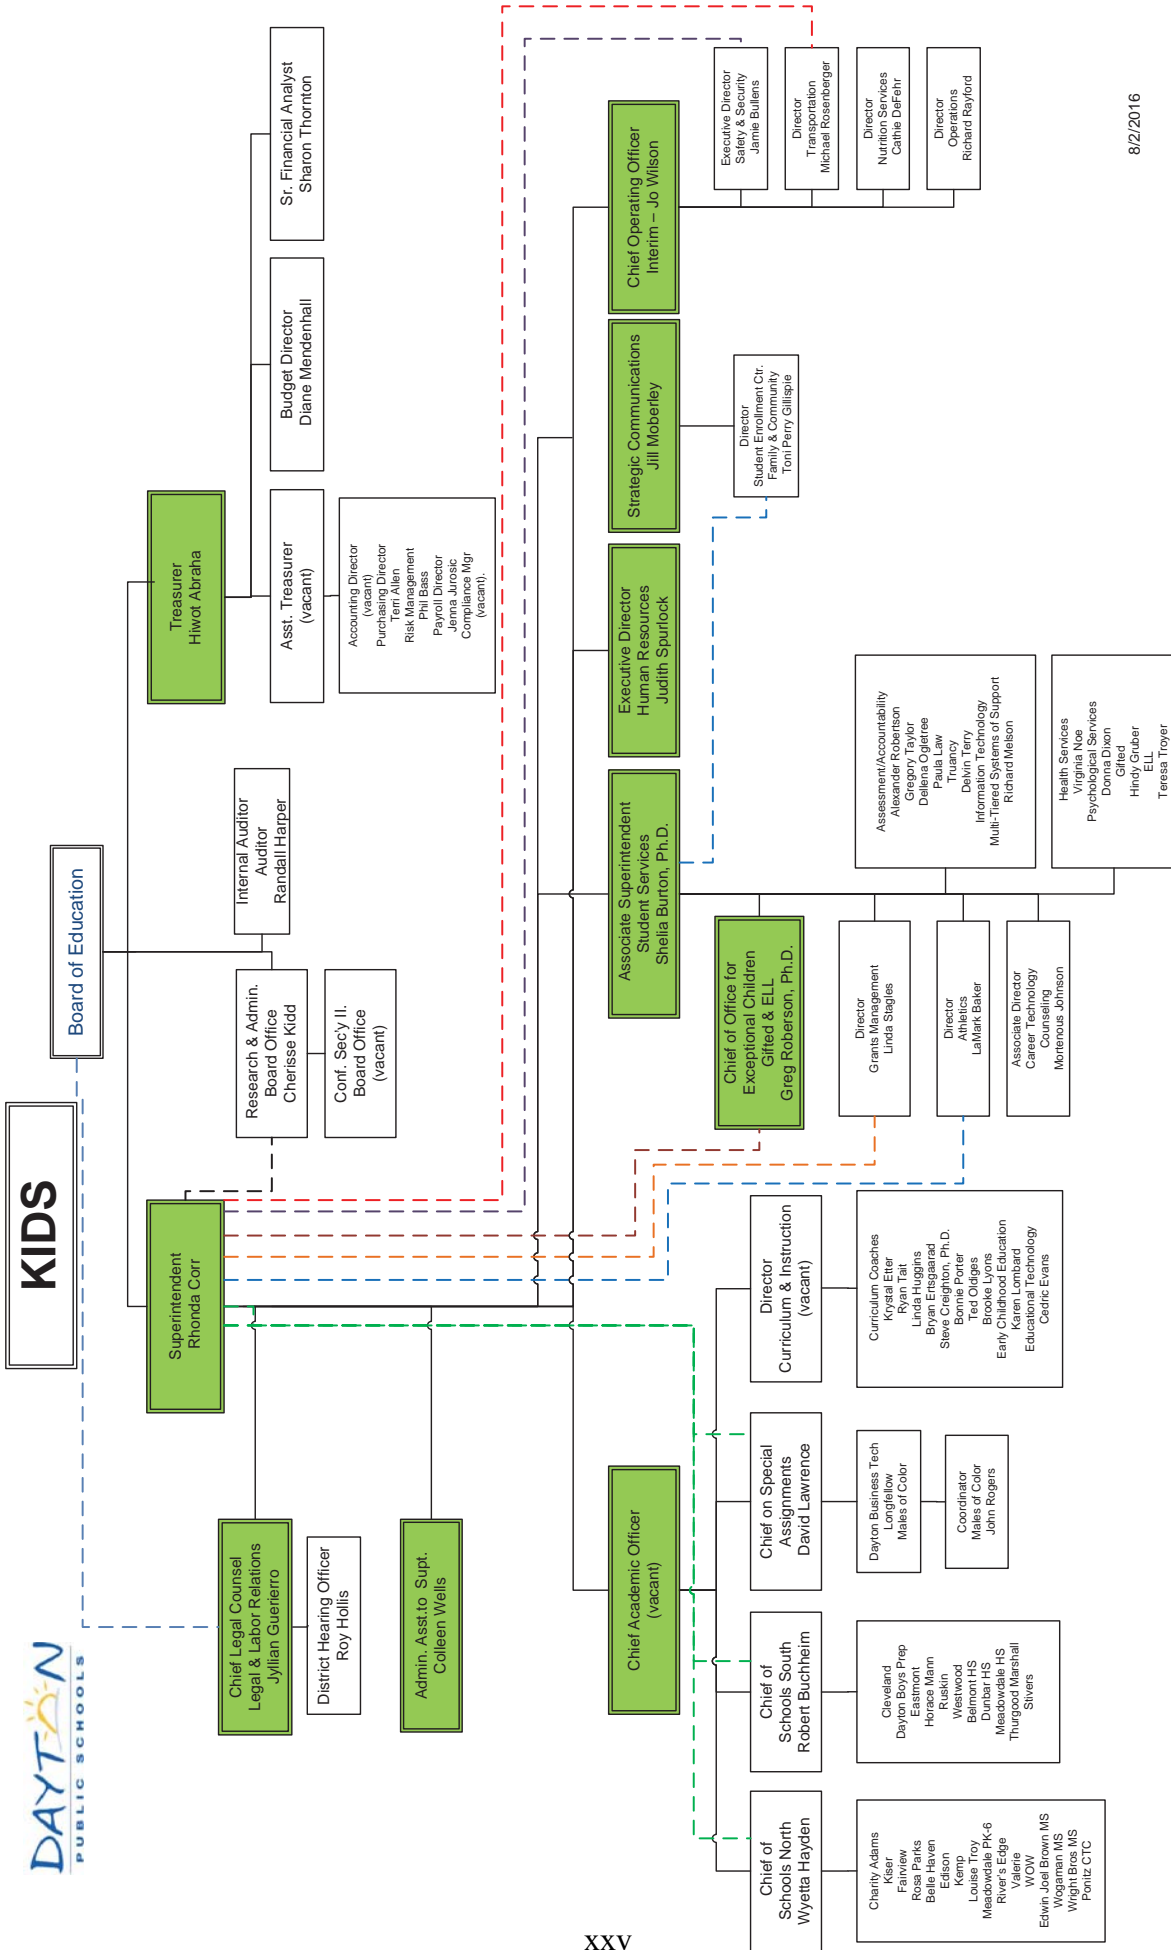 DAYTON
PUBLIC SCHOOLS
KIDS
Board of Education
Superintendent
Rhonda Corr
Treasurer
Hiwot Abraha
Internal Auditor
Auditor
Randall Harper
Research & Admin.
Board Office
Cherisse Kidd
Conf. Sec'y II.
Board Office
(vacant)
Asst. Treasurer
(vacant)
Budget Director
Diane Mendenhall
Sr. Financial Analyst
Sharon Thornton
Accounting Director
(vacant)
Purchasing Director
Terri Allen
Risk Management
Phil Bass
Payroll Director
Jenna Jurosic
Compliance Mgr
(vacant).
Chief Legal Counsel
Legal & Labor Relations
Jyllian Guerierro
District Hearing Officer
Roy Hollis
Admin. Asst.to Supt.
Colleen Wells
Chief Academic Officer
(vacant)
Associate Superintendent
Student Services
Shelia Burton, Ph.D.
Executive Director
Human Resources
Judith Spurlock
Strategic Communications
Jill Moberley
Chief Operating Officer
Interim – Jo Wilson
Chief of
Schools North
Wyetta Hayden
Chief of
Schools South
Robert Buchheim
Chief on Special
Assignments
David Lawrence
Director
Curriculum & Instruction
(vacant)
Chief of Office for
Exceptional Children
Gifted & ELL
Greg Roberson, Ph.D.
Director
Student Enrollment Ctr.
Family & Community
Toni Perry Gillispie
Executive Director
Safety & Security
Jamie Bullens
Director
Transportation
Michael Rosenberger
Director
Nutrition Services
Cathie DeFehr
Director
Operations
Richard Rayford
Charity Adams
Kiser
Fairview
Rosa Parks
Belle Haven
Edison
Kemp
Louise Troy
Meadowdale PK-6
River's Edge
Valerie
WOW
Edwin Joel Brown MS
Wogaman MS
Wright Bros MS
Ponitz CTC
Cleveland
Dayton Boys Prep
Eastmont
Horace Mann
Ruskin
Westwood
Belmont HS
Dunbar HS
Meadowdale HS
Thurgood Marshall
Stivers
Dayton Business Tech
Longfellow
Males of Color
Coordinator
Males of Color
John Rogers
Curriculum Coaches
Krystal Etter
Ryan Tait
Linda Huggins
Bryan Ertsgaarad
Steve Creighton, Ph.D.
Bonnie Porter
Ted Oldiges
Brooke Lyons
Early Childhood Education
Karen Lombard
Educational Technology
Cedric Evans
Director
Grants Management
Linda Stagles
Director
Athletics
LaMark Baker
Associate Director
Career Technology
Counseling
Mortenous Johnson
Assessment/Accountability
Alexander Robertson
Gregory Taylor
Dellena Ogletree
Paula Law
Truancy
Delvin Terry
Information Technology
Multi-Tiered Systems of Support
Richard Melson
Health Services
Virginia Noe
Psychological Services
Donna Dixon
Gifted
Hindy Gruber
ELL
Teresa Troyer
8/2/2016
xxv